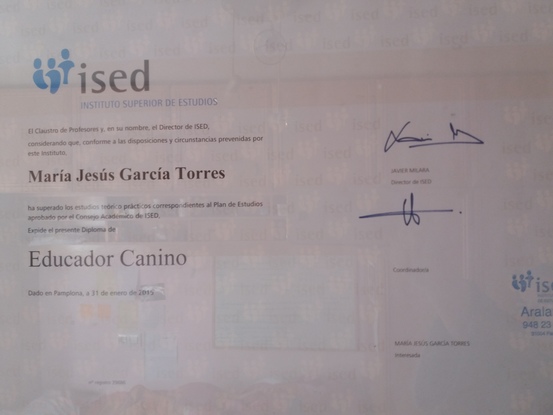 ised
INSTITUTO SUPERIOR DE ESTUDIOS
El Claustro de Profesores y, en su nombre, el Director de ISED,
considerando que, conforme a las disposiciones y circunstancias prevenidas por
este Instituto,
María Jesús García Torres
ha superado los estudios teórico prácticos correspondientes al Plan de Estudios
aprobado por el Consejo Académico de ISED,
Expide el presente Diploma de
Educador Canino
Dado en Pamplona, a 31 de enero de 2015
nº registro
JAVIER
Director de ISED
Coordinadora
MARÍA JESÚS GARCÍA TORRES
Interesada
ised
Arala
948 23